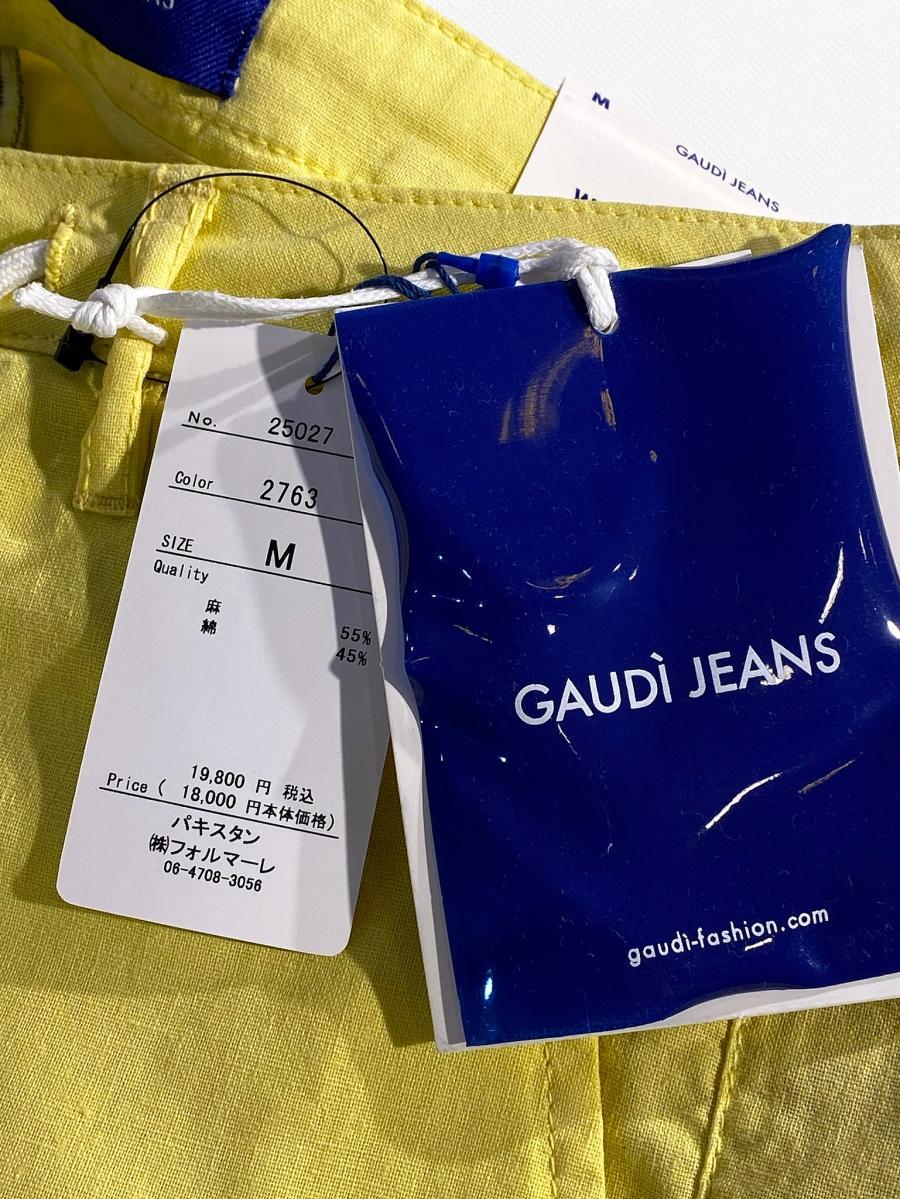 M
GAUDÌ JEANS
No. 25027
Color 2763
SIZE M
Quality
麻 55%
綿 45%
19,800 円 税込
Price ( 18,000 円本体価格)
パキスタン
㈱フォルマーレ
06-4708-3056
GAUDÌ JEANS
gaudi-fashion.com